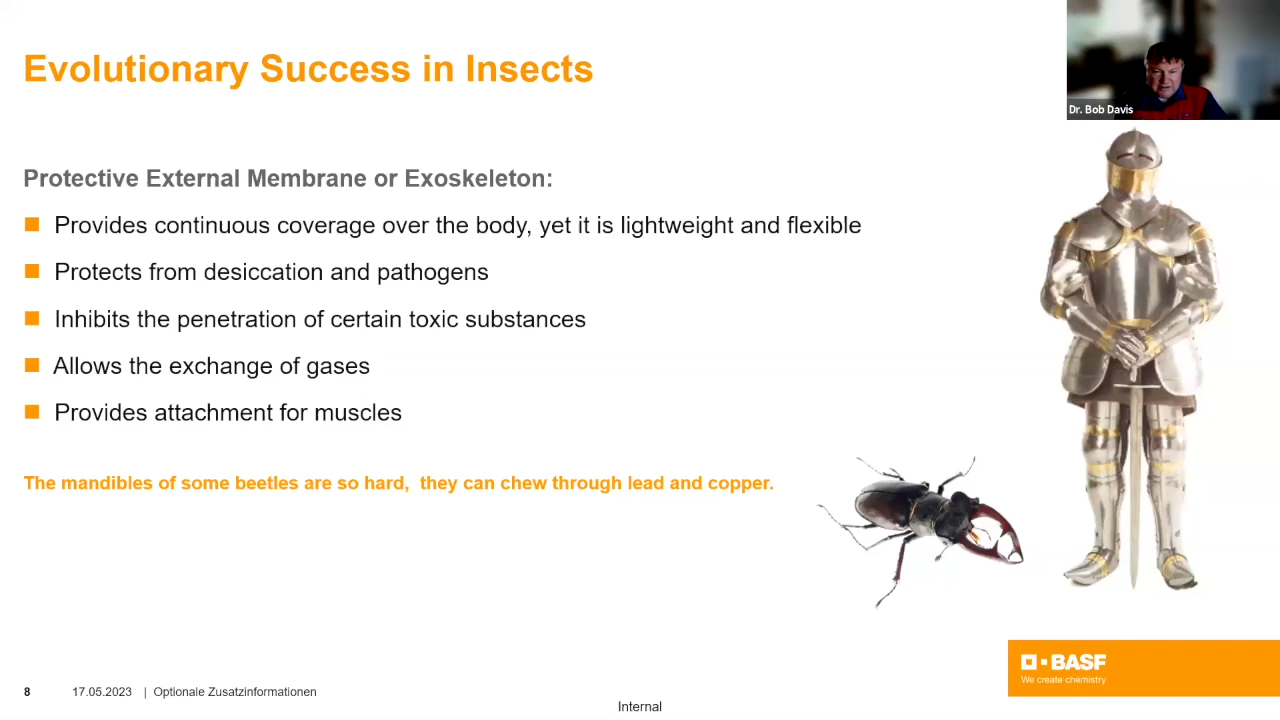 Evolutionary Success in Insects
Dr. Bob Davis
Protective External Membrane or Exoskeleton:
Provides continuous coverage over the body, yet it is lightweight and flexible
Protects from desiccation and pathogens
Inhibits the penetration of certain toxic substances
Allows the exchange of gases
Provides attachment for muscles
The mandibles of some beetles are so hard, they can chew through lead and copper.
BASF
We create chemistry
8 17.05.2023 | Optionale Zusatzinformationen
Internal